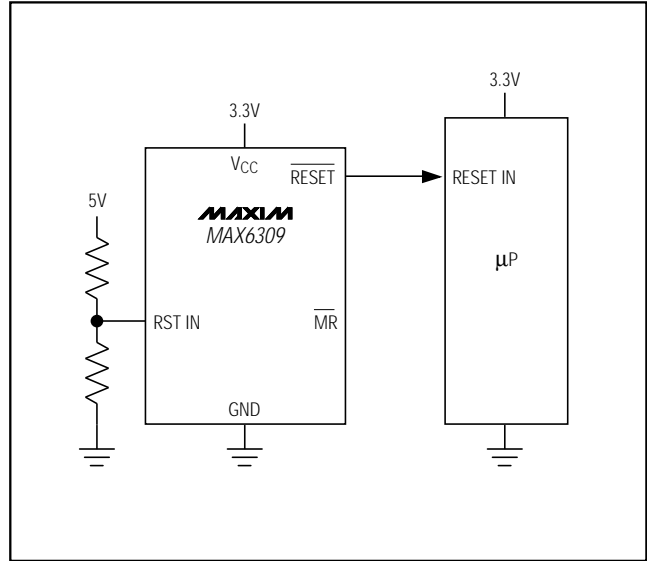 3.3V
3.3V
VCC
RESET
RESET IN
5V
MAXIM
MAX6309
μP
RST IN
MR
GND